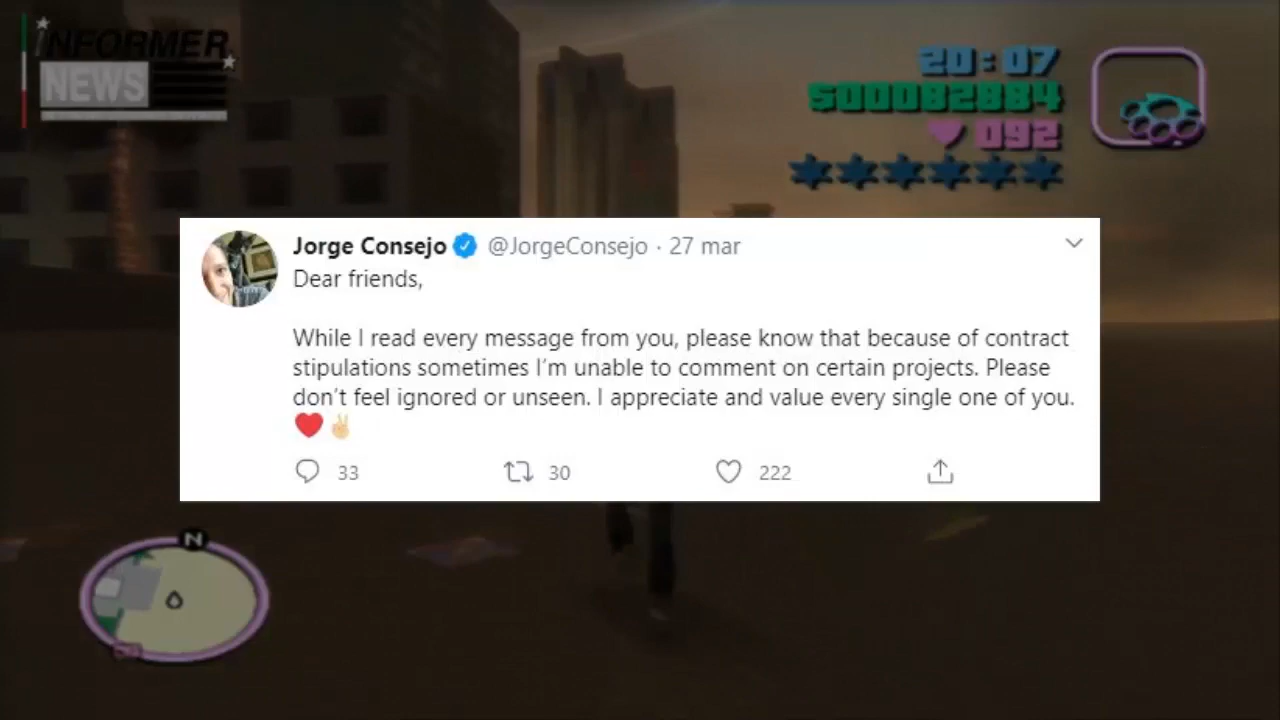 INFORMER
NEWS
20:07
$00082884
092
Jorge Consejo @JorgeConsejo · 27 mar
Dear friends,
While I read every message from you, please know that because of contract
stipulations sometimes I´m unable to comment on certain projects. Please
don´t feel ignored or unseen. I appreciate and value every single one of you.
❤️✌🏼
33 30 222
N